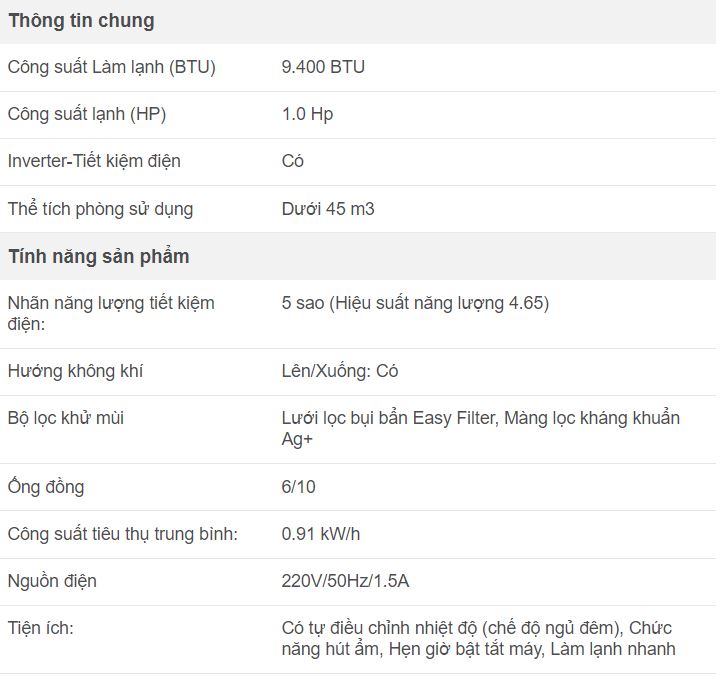 Thông tin chung
Công suất Làm lạnh (BTU) 9.400 BTU
Công suất lạnh (HP) 1.0 Hp
Inverter-Tiết kiệm điện Có
Thể tích phòng sử dụng Dưới 45 m3
Tính năng sản phẩm
Nhãn năng lượng tiết kiệm 5 sao (Hiệu suất năng lượng 4.65)
điện:
Hướng không khí Lên/Xuống: Có
Bộ lọc khử mùi Lưới lọc bụi bẩn Easy Filter, Màng lọc kháng khuẩn
Ag+
Ống đồng 6/10
Công suất tiêu thụ trung bình: 0.91 kW/h
Nguồn điện 220V/50Hz/1.5A
Tiện ích: Có tự điều chỉnh nhiệt độ (chế độ ngủ đêm), Chức
năng hút ẩm, Hẹn giờ bật tắt máy, Làm lạnh nhanh